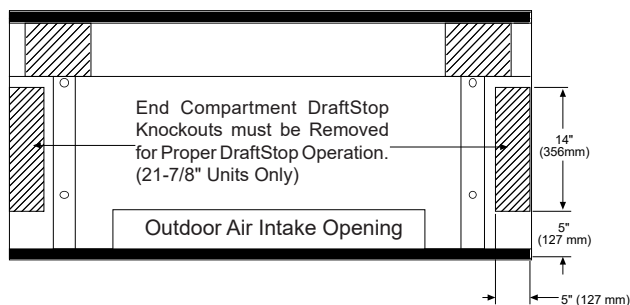 End Compartment DraftStop
Knockouts must be Removed
for Proper DraftStop Operation.
(21-7/8" Units Only)
14"
(356mm)
Outdoor Air Intake Opening
5"
(127 mm)
5" (127 mm)